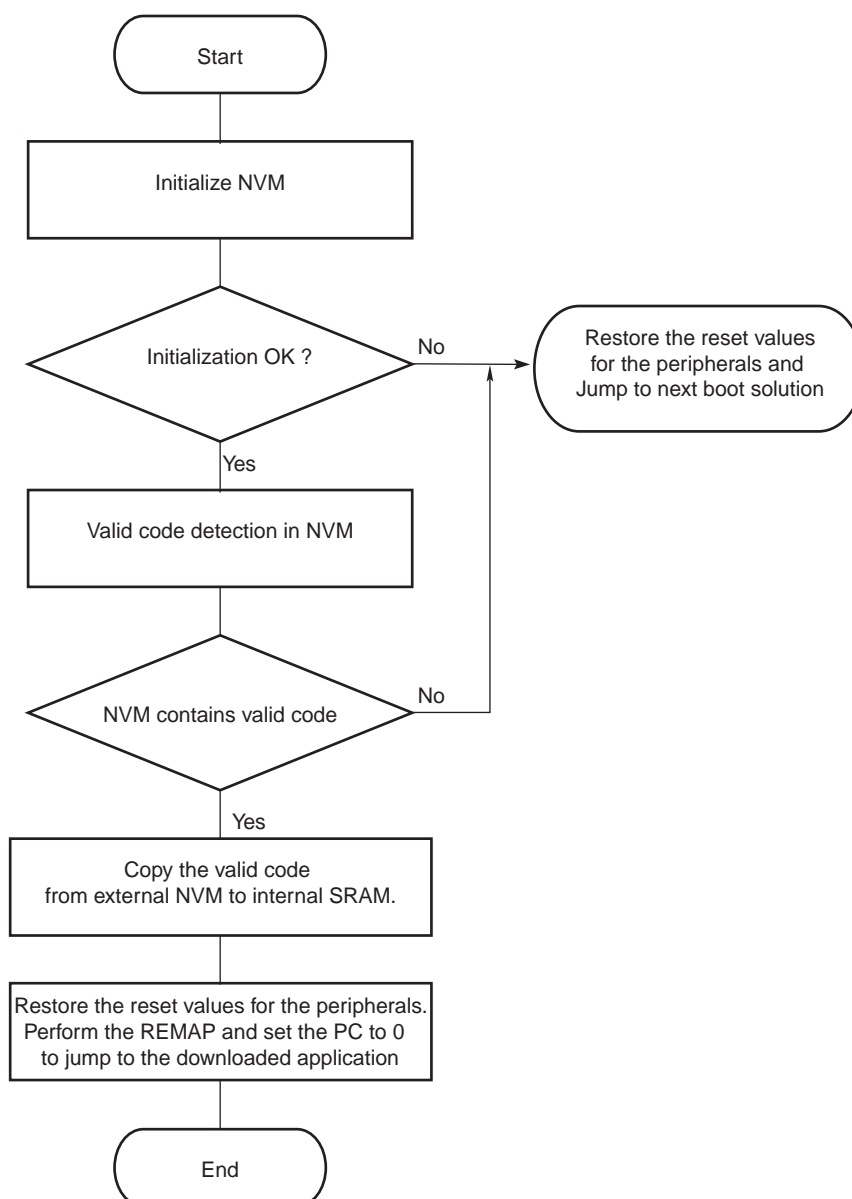 Start
Initialize NVM
Initialization OK ?
No
Restore the reset values
for the peripherals and
Jump to next boot solution
Yes
Valid code detection in NVM
NVM contains valid code
No
Yes
Copy the valid code
from external NVM to internal SRAM.
Restore the reset values for the peripherals.
Perform the REMAP and set the PC to 0
to jump to the downloaded application
End